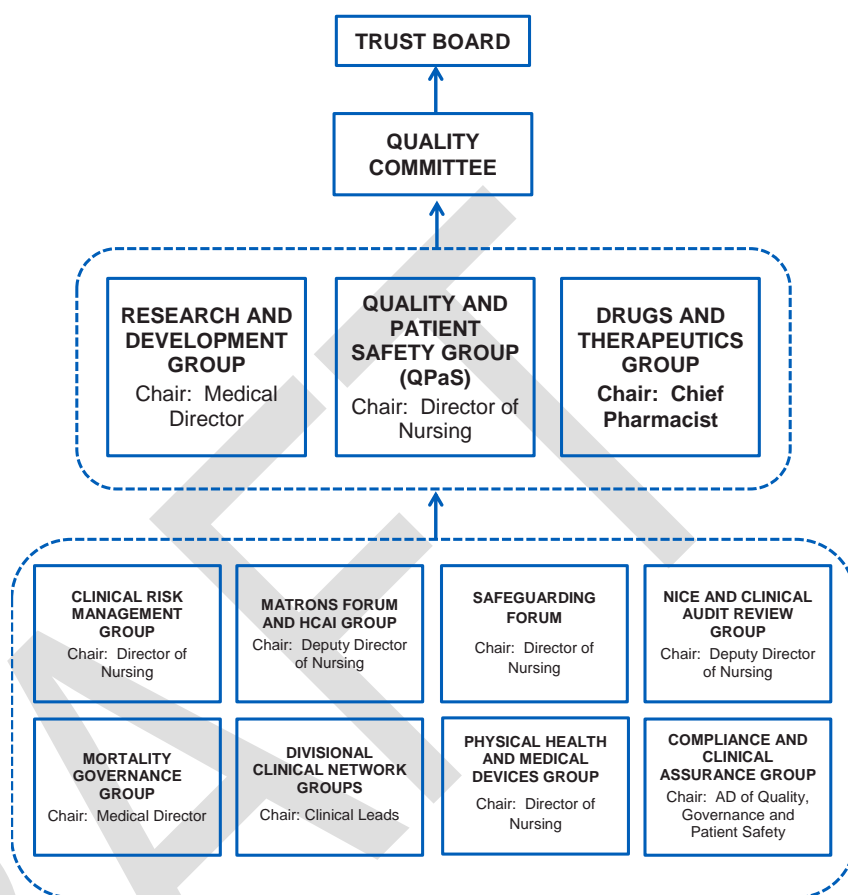 TRUST BOARD
QUALITY
COMMITTEE
RESEARCH AND
DEVELOPMENT
GROUP
Chair: Medical
Director
QUALITY AND
PATIENT
SAFETY GROUP
(QPaS)
Chair: Director of
Nursing
DRUGS AND
THERAPEUTICS
GROUP
Chair: Chief
Pharmacist
CLINICAL RISK
MANAGEMENT
GROUP
Chair: Director of
Nursing
MATRONS FORUM
AND HCAI GROUP
Chair: Deputy Director
of Nursing
SAFEGUARDING
FORUM
Chair: Director of
Nursing
NICE AND CLINICAL
AUDIT REVIEW
GROUP
Chair: Deputy Director
of Nursing
MORTALITY
GOVERNANCE
GROUP
Chair: Medical Director
DIVISIONAL
CLINICAL NETWORK
GROUPS
Chair: Clinical Leads
PHYSICAL HEALTH
AND MEDICAL
DEVICES GROUP
Chair: Director of
Nursing
COMPLIANCE AND
CLINICAL
ASSURANCE GROUP
Chair: AD of Quality,
Governance and
Patient Safety